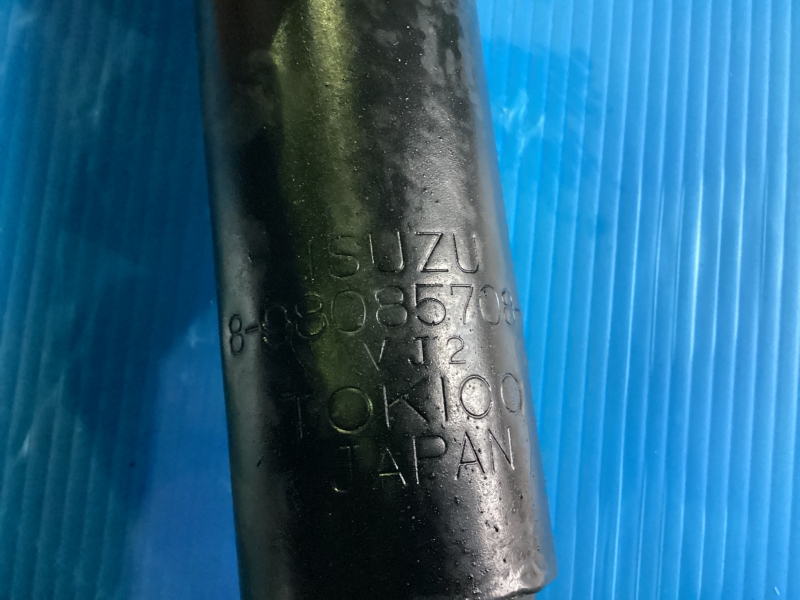 ISUZU
8-98085708-
VJ2
TOKICO
JAPAN